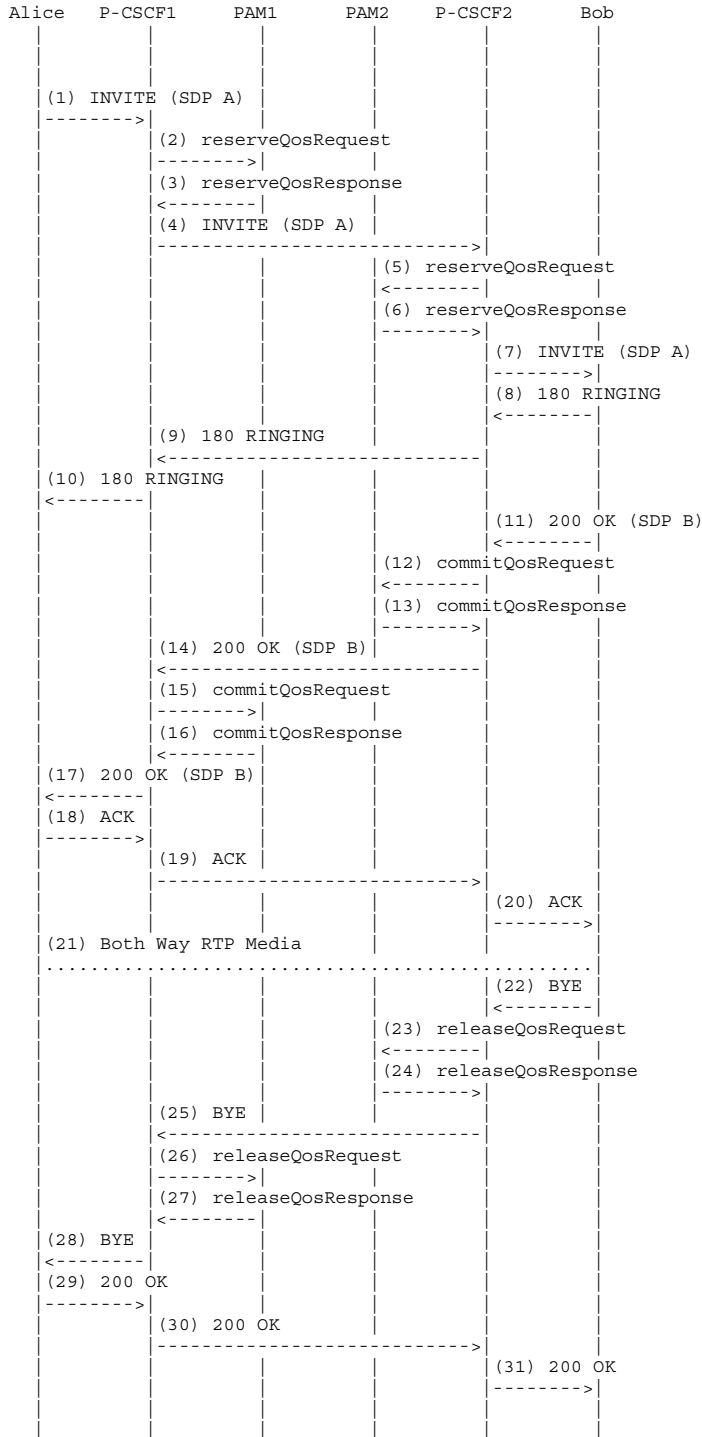 Alice P-CSCF1 PAM1 PAM2 P-CSCF2 Bob
(1) INVITE (SDP A)
(2) reserveQosRequest
(3) reserveQosResponse
(4) INVITE (SDP A)
(5) reserveQosRequest
(6) reserveQosResponse
(7) INVITE (SDP A)
(8) 180 RINGING
(9) 180 RINGING
(10) 180 RINGING
(11) 200 OK (SDP B)
(12) commitQosRequest
(13) commitQosResponse
(14) 200 OK (SDP B)
(15) commitQosRequest
(16) commitQosResponse
(17) 200 OK (SDP B)
(18) ACK
(19) ACK
(20) ACK
(21) Both Way RTP Media
(22) BYE
(23) releaseQosRequest
(24) releaseQosResponse
(25) BYE
(26) releaseQosRequest
(27) releaseQosResponse
(28) BYE
(29) 200 OK
(30) 200 OK
(31) 200 OK